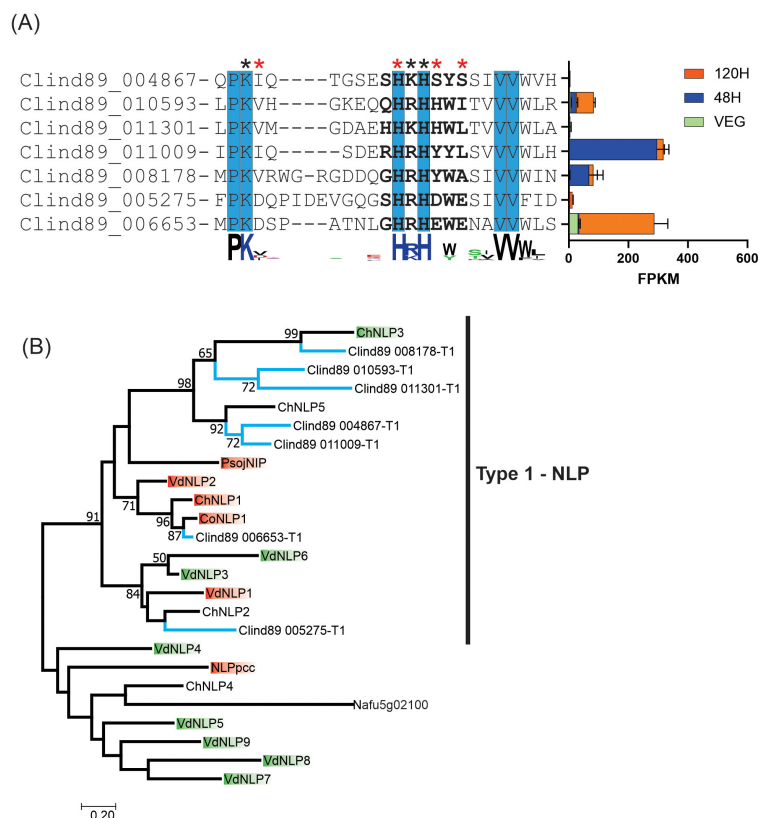 (A)
* * * * * * *
Clind89_004867- QPKIQ----TGSESHKHSYSSIVVWVH
Clind89_010593- LPKVH----GKEQQHRHHWITVVVWLR
Clind89_011301- LPKVM----GDAEHHKHHWLTVVVWLA
Clind89_011009- IPKIQ-----SDERHRHYYLSVVVWLH
Clind89_008178- MPKVRWG-RGDDQGHRHYWASIVVWIN
Clind89_005275- FPKDQPIDEVGQGSHRHDWESIVVFID
Clind89_006653- MPKDSP--ATNLGHRHEWENAVVWLS
120H
48H
VEG
0 200 400 600
FPKM
(B)
99
ChNLP3
65
Clind89 008178-T1
Clind89 010593-T1
98
72
Clind89 011301-T1
ChNLP5
92
Clind89 004867-T1
72
Clind89 011009-T1
PsojNIP
Type 1 - NLP
VdNLP2
71
ChNLP1
96
CoNLP1
91
87
Clind89 006653-T1
50
VdNLP6
VdNLP3
84
VdNLP1
ChNLP2
Clind89 005275-T1
VdNLP4
NLPpcc
ChNLP4
Nafu5g02100
VdNLP5
VdNLP9
VdNLP8
VdNLP7
0.20